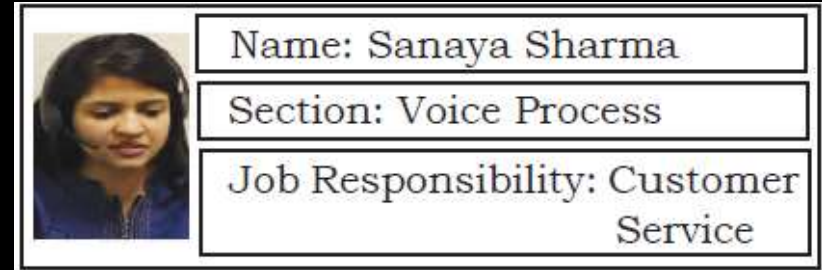 Name: Sanaya Sharma
Section: Voice Process
Job Responsibility: Customer
Service